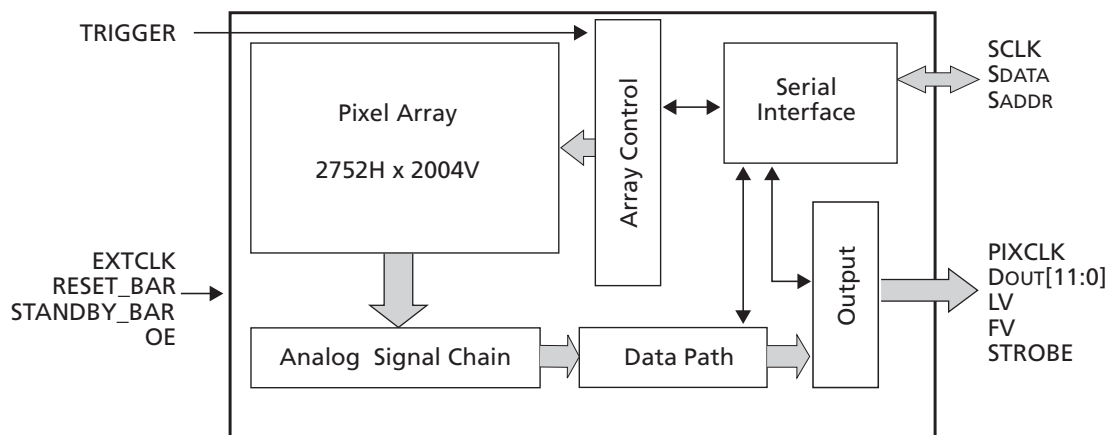 TRIGGER
Pixel Array
2752H x 2004V
Array Control
Serial
Interface
SCLK
SDATA
SADDR
EXTCLK
RESET_BAR
STANDBY_BAR
OE
Analog Signal Chain
Data Path
Output
PIXCLK
DOUT[11:0]
LV
FV
STROBE